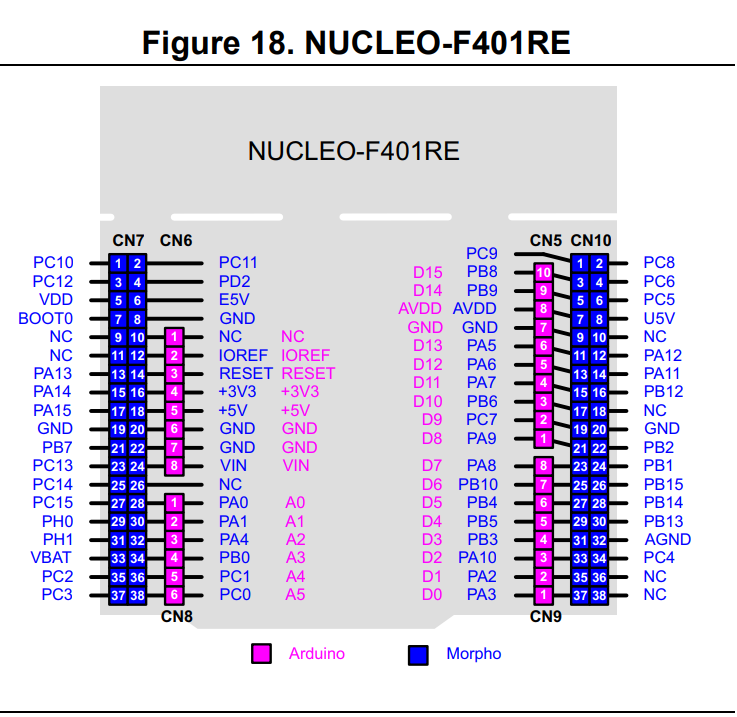 Figure 18. NUCLEO-F401RE
NUCLEO-F401RE
CN7 CN6 CN5 CN10
PC9
PC10 1 2 PC11 D15 PB8 10 1 2 PC8
PC12 3 4 PD2 D14 PB9 9 3 4 PC6
VDD 5 6 E5V AVDD AVDD 8 5 6 PC5
BOOT0 7 8 GND GND GND 7 7 8 U5V
NC 9 10 1 NC NC D13 PA5 6 9 10 NC
NC 11 12 2 IOREF IOREF D12 PA6 5 11 12 PA12
PA13 13 14 3 RESET RESET D11 PA7 4 13 14 PA11
PA14 15 16 4 +3V3 +3V3 D10 PB6 3 15 16 PB12
PA15 17 18 5 +5V +5V D9 PC7 2 17 18 NC
GND 19 20 6 GND GND D8 PA9 1 19 20 GND
PB7 21 22 7 GND GND 21 22 PB2
PC13 23 24 8 VIN VIN D7 PA8 8 23 24 PB1
PC14 25 26 NC D6 PB10 7 25 26 PB15
PC15 27 28 1 PA0 A0 D5 PB4 6 27 28 PB14
PH0 29 30 2 PA1 A1 D4 PB5 5 29 30 PB13
PH1 31 32 3 PA4 A2 D3 PB3 4 31 32 AGND
VBAT 33 34 4 PB0 A3 D2 PA10 3 33 34 PC4
PC2 35 36 5 PC1 A4 D1 PA2 2 35 36 NC
PC3 37 38 6 PC0 A5 D0 PA3 1 37 38 NC
CN8 CN9
Arduino Morpho